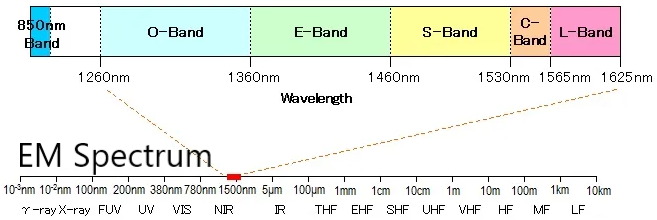 850nm Band O-Band E-Band S-Band C-Band L-Band
1260nm 1360nm 1460nm 1530nm 1565nm 1625nm
Wavelength
EM Spectrum
10-³nm 10-²nm 100nm 200nm 380nm 780nm 1500nm 5μm 100μm 1mm 1cm 10cm 1m 10m 100m 1km 10km
γ-ray X-ray FUV UV VIS NIR IR THF EHF SHF UHF VHF HF MF LF